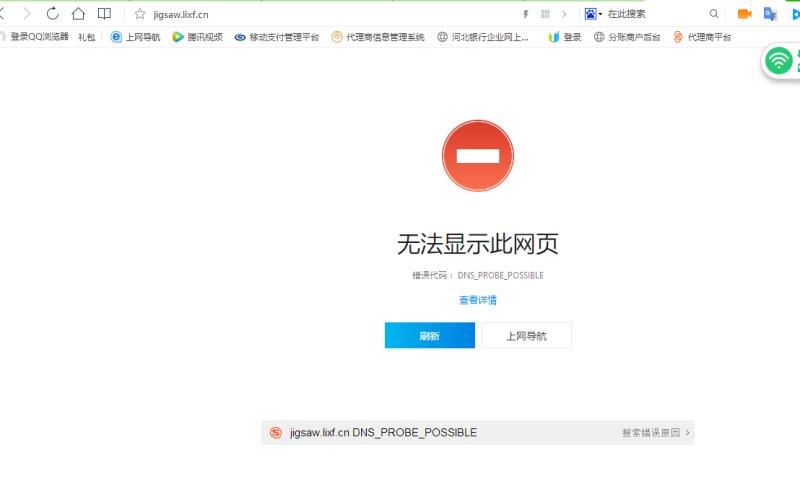 jigsaw.lixf.cn 在此搜索
登录QQ浏览器 礼包 上网导航 腾讯视频 移动支付管理平台 代理商信息管理系统 河北银行企业网上... 登录 分账商户后台 代理商平台
无法显示此网页
错误代码： DNS_PROBE_POSSIBLE
查看详情
刷新 上网导航
jigsaw.lixf.cn DNS_PROBE_POSSIBLE 搜索错误原因